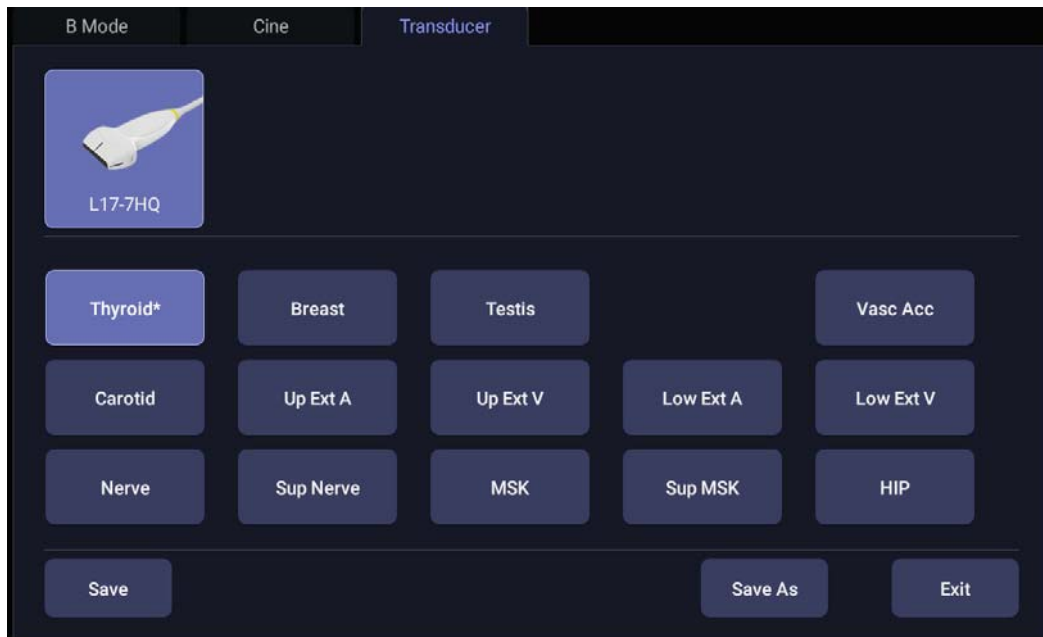 B Mode Cine Transducer
L17-7HQ
Thyroid* Breast Testis Vasc Acc
Carotid Up Ext A Up Ext V Low Ext A Low Ext V
Nerve Sup Nerve MSK Sup MSK HIP
Save Save As Exit